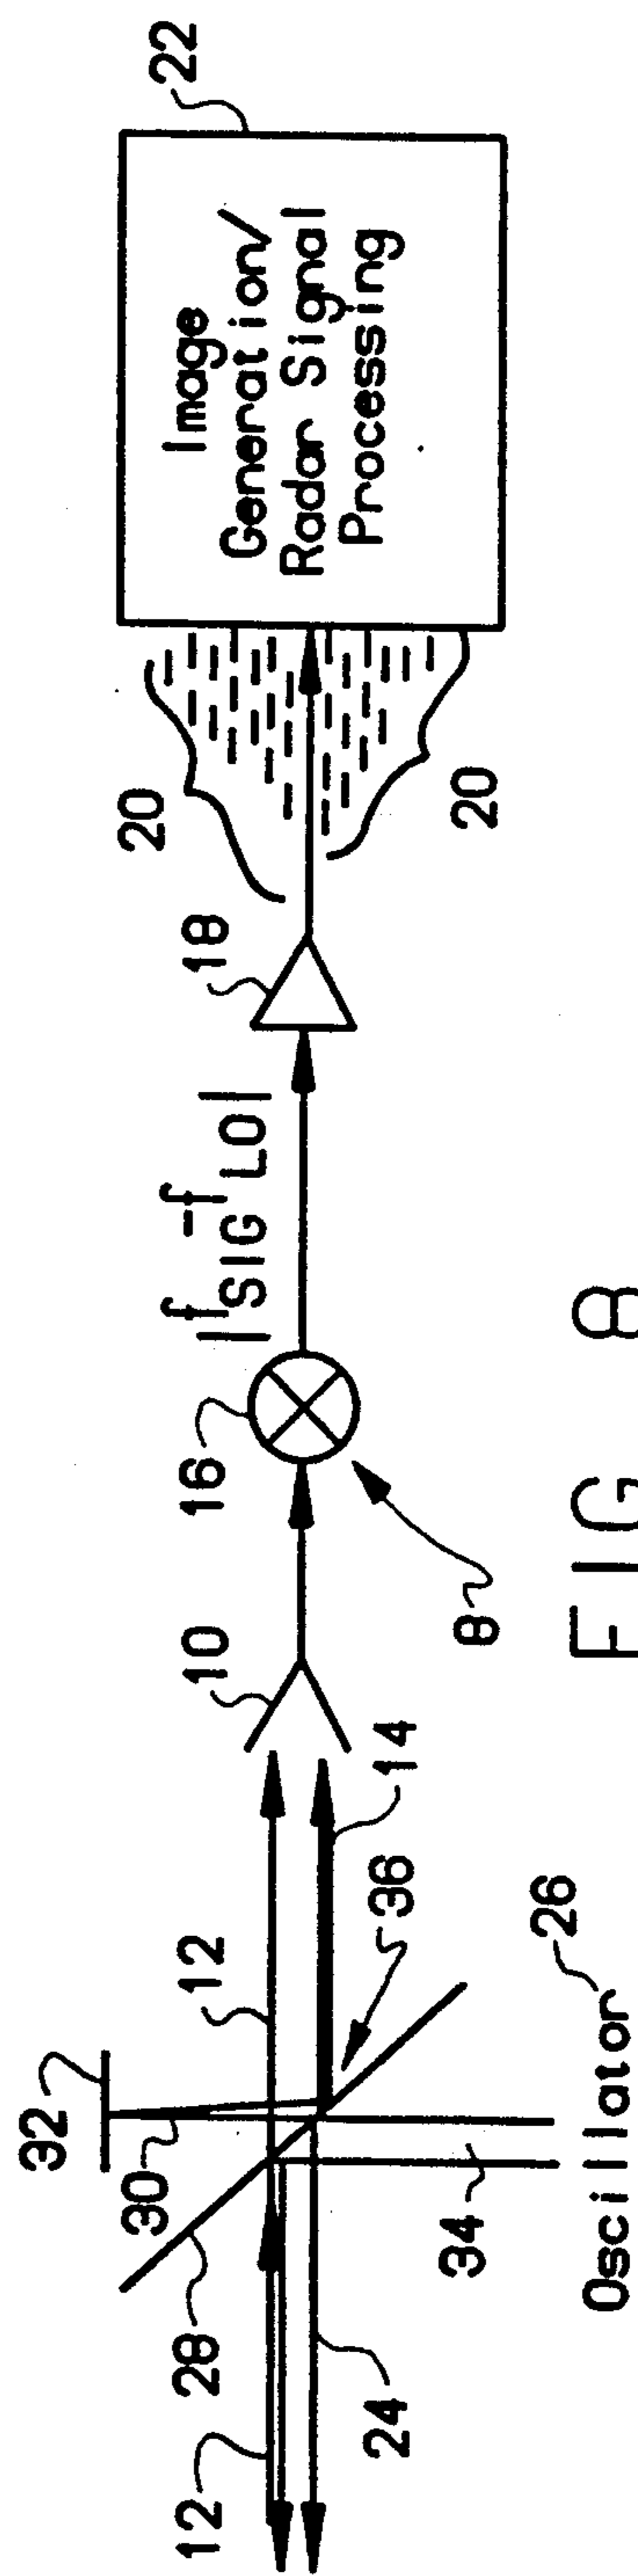 22
Image
Generation/
Radar Signal
Processing
20
20
18
|fSIG-fLO|
16
8
10
14
36
12
32
30
28
34
26
Oscillator
24
12
FIG 8